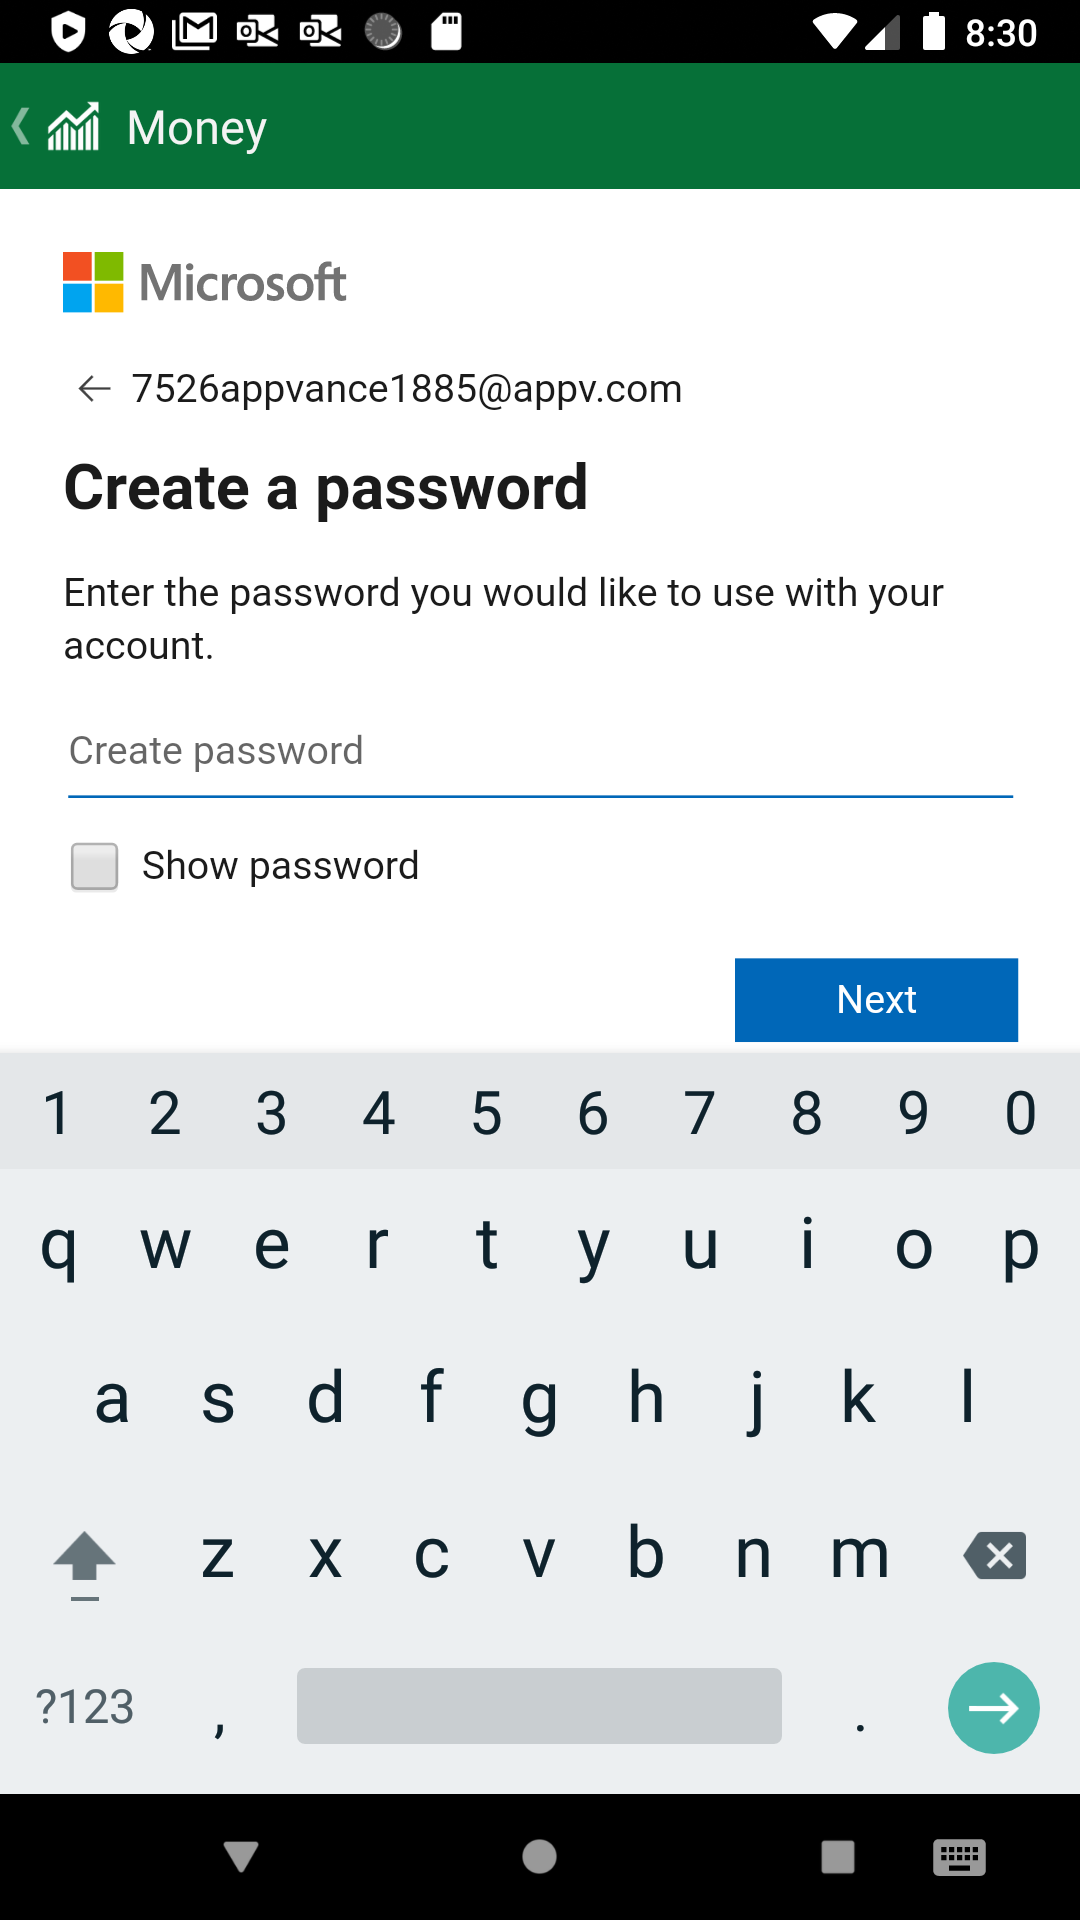 8:30
Money
Microsoft
7526appvance1885@appv.com
Create a password
Enter the password you would like to use with your
account.
Create password
Show password
Next
1 2 3 4 5 6 7 8 9 0
q w e r t y u i o p
a s d f g h j k l
z x c v b n m
?123 , .